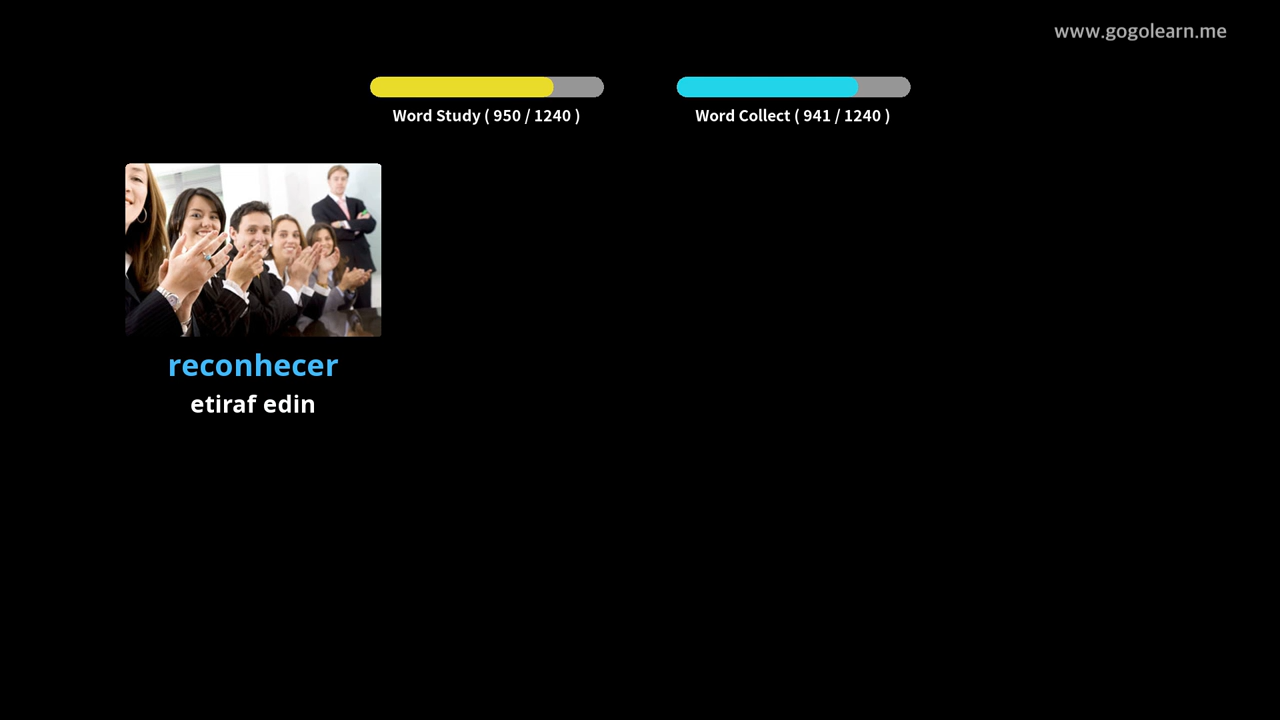 www.gogolearn.me
Word Study ( 950 / 1240 )
Word Collect ( 941 / 1240 )
reconhecer
etiraf edin